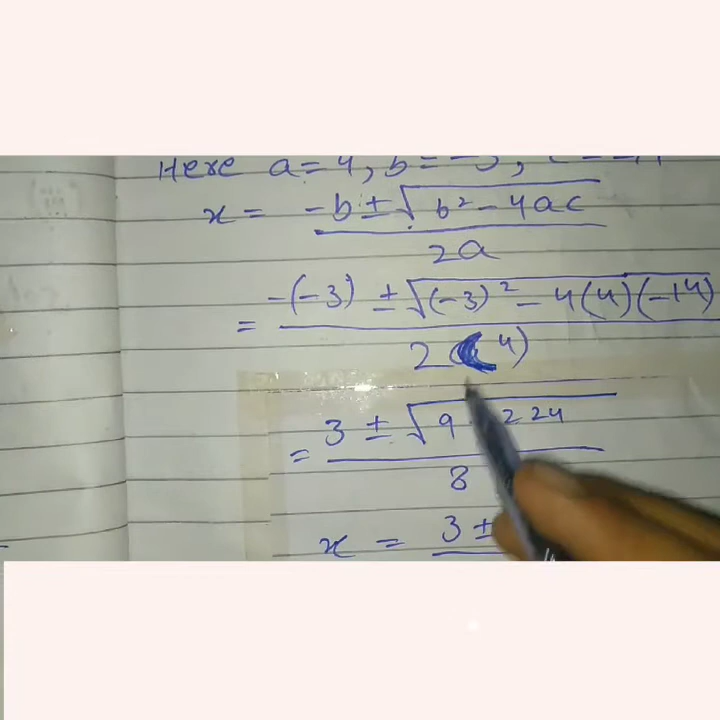 Here a = 4, b = -3,
x = -b ± √b² - 4ac
2a
= -(-3) ± √(-3)² - 4(4)(-14)
2(4)
= 3 ± √9 224
8
x = 3 ±